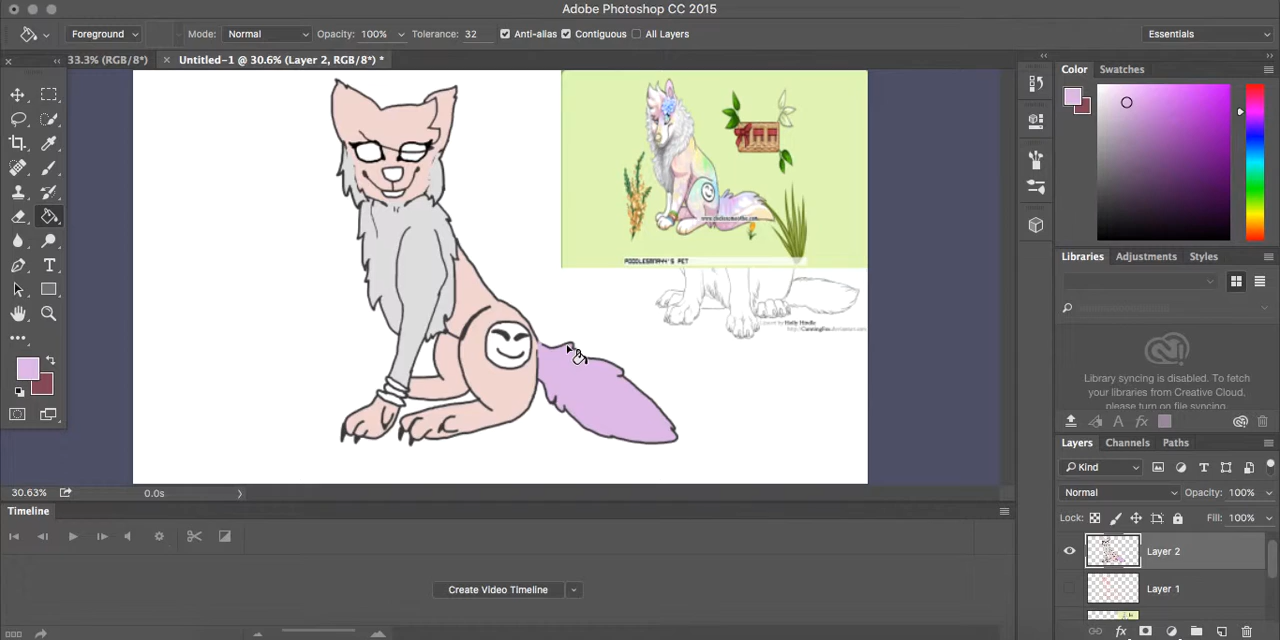 Adobe Photoshop CC 2015
Foreground Mode: Normal Opacity: 100% Tolerance: 32 Anti-alias Contiguous All Layers Essentials
33.3% (RGB/8*) × Untitled-1 @ 30.6% (Layer 2, RGB/8*) *
Color Swatches
POODLESRNA44'S PET
Libraries Adjustments Styles
Library syncing is disabled. To fetch
your libraries from Creative Cloud,
please turn on file syncing.
Layers Channels Paths
Kind
Normal Opacity: 100%
Lock: Fill: 100%
Layer 2
Layer 1
fx
30.63% 0.0s
Timeline
Create Video Timeline